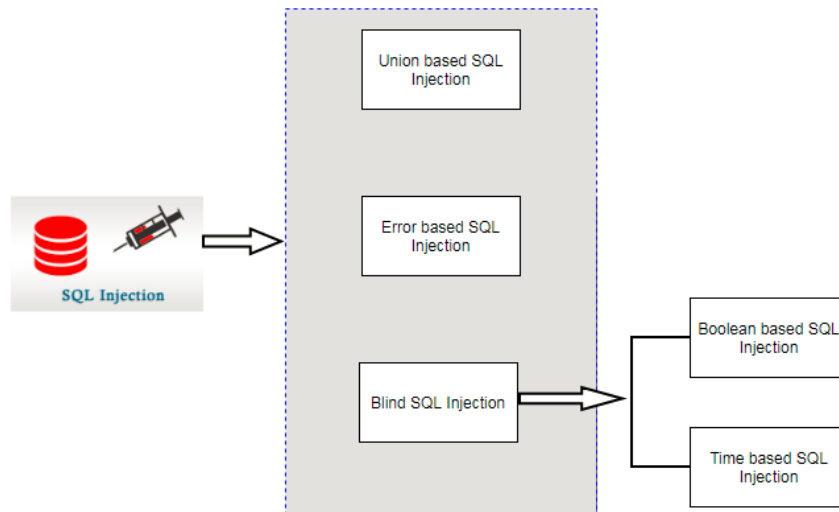 Union based SQL
Injection
SQL Injection
Error based SQL
Injection
Blind SQL Injection
Boolean based SQL
Injection
Time based SQL
Injection